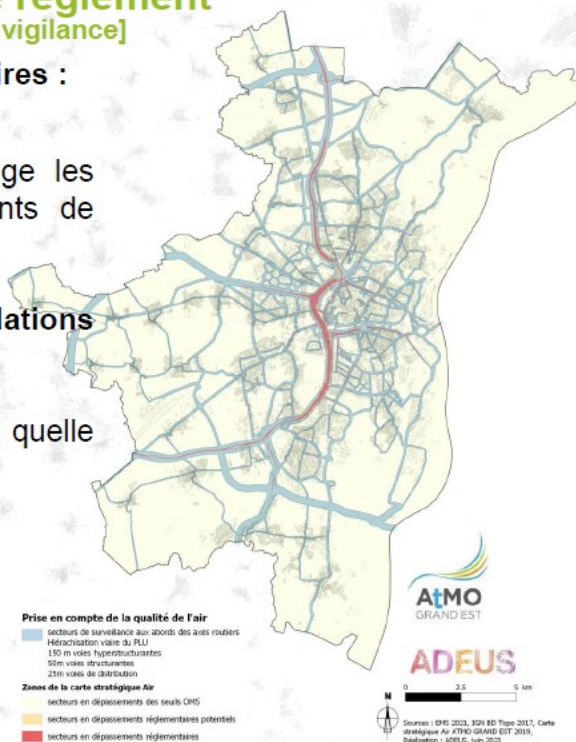 règlement
vigilance]
ires :
ge les
nts de
lations
quelle
Prise en compte de la qualité de l'air
secteurs de surveillance aux abords des axes routiers
Hiérachisation viaire du PLU
150 m voies hyperstructurantes
50m voies structurantes
25m voies de distribution
Zones de la carte stratégique Air
secteurs en dépassements des seuils OMS
secteurs en dépassements réglementaires potentiels
secteurs en dépassements réglementaires
AtMO
GRAND EST
ADEUS
0 2.5 5 km
N
Sources : EMS 2021, IGN BD Topo 2017, Carte
stratégique Air ATMO GRAND EST 2019,
Réalisation : ADEUS, juin 2021